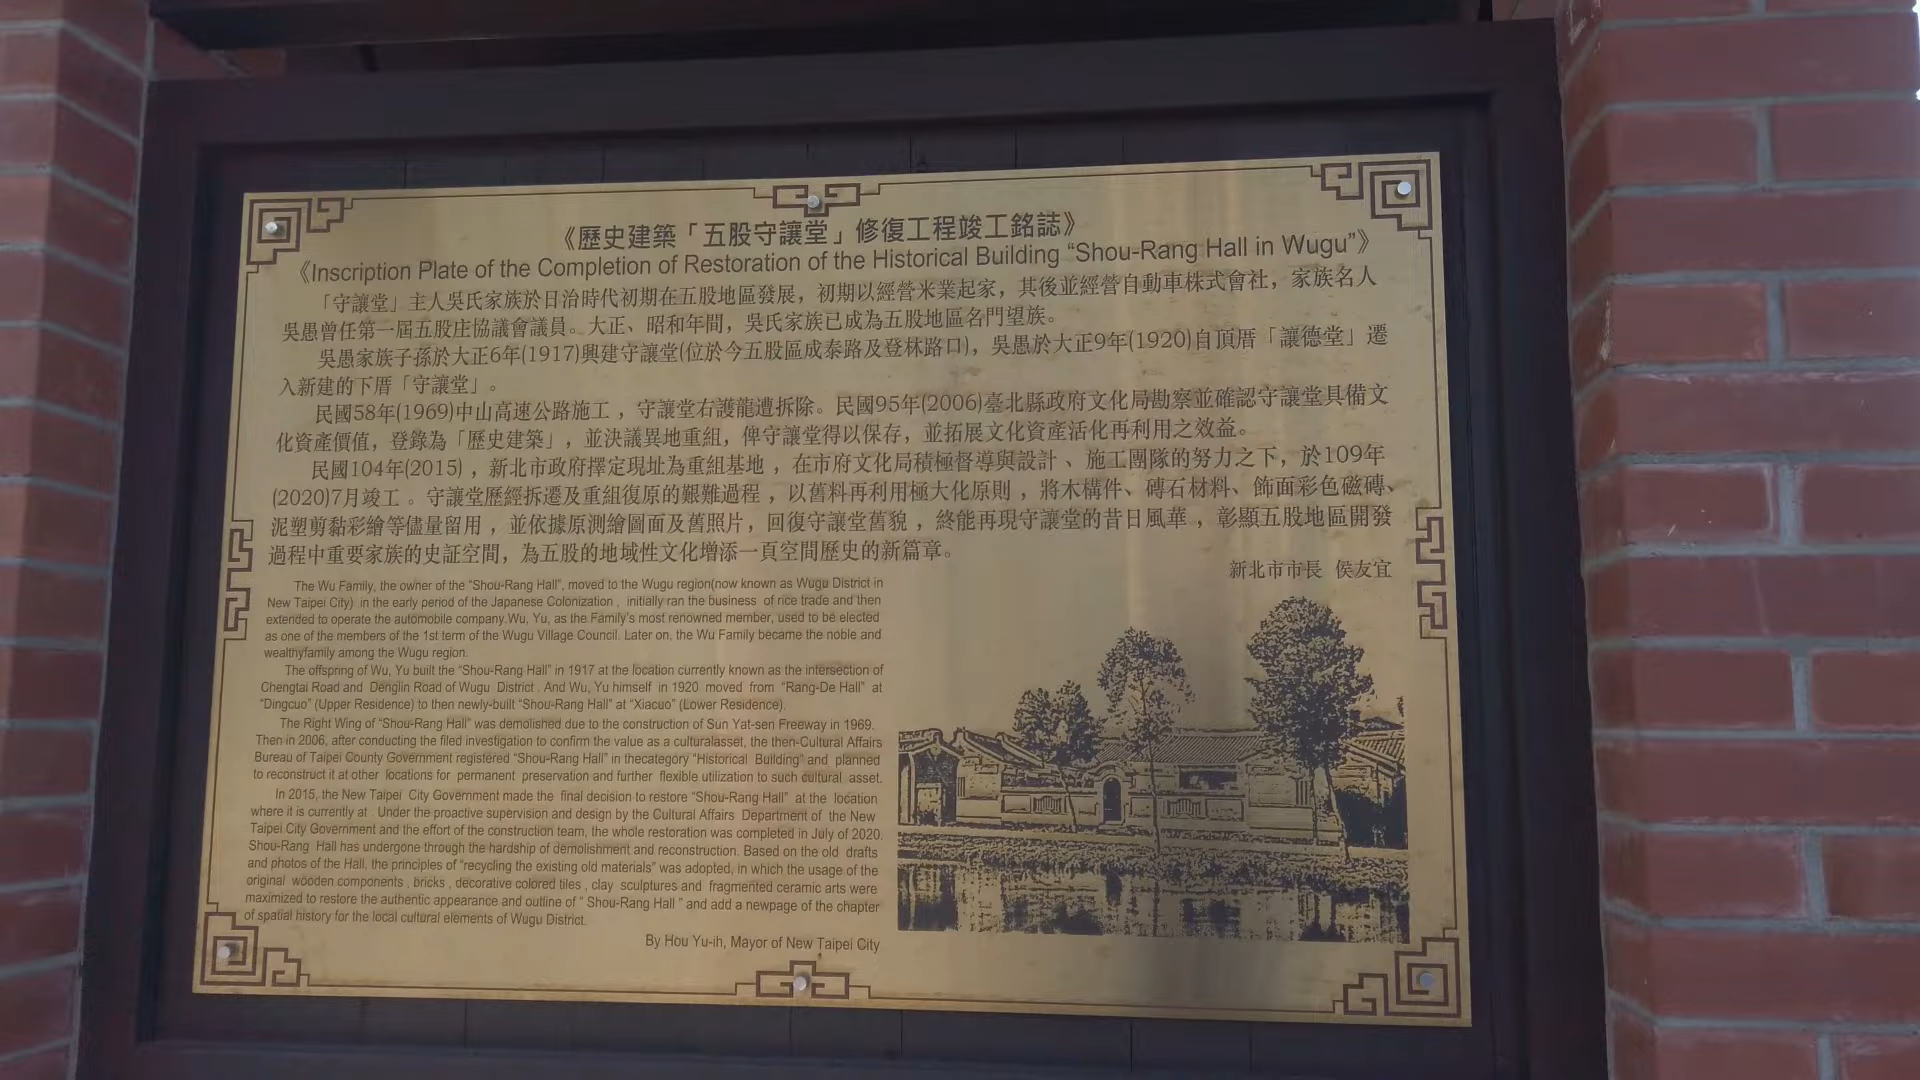 《歷史建築「五股守讓堂」修復工程竣工銘誌》
《Inscription Plate of the Completion of Restoration of the Historical Building “Shou-Rang Hall in Wugu”》
「守讓堂」主人吳氏家族於日治時代初期在五股地區發展，初期以經營米業起家，其後並經營自動車株式會社，家族名人
吳愚曾任第一屆五股庄協議會議員。大正、昭和年間，吳氏家族已成為五股地區名門望族。
吳愚家族子孫於大正6年(1917)興建守讓堂(位於今五股區成泰路及登林路口)，吳愚於大正9年(1920)自頂厝「讓德堂」遷
入新建的下厝「守讓堂」。
民國58年(1969)中山高速公路施工，守讓堂右護龍遭拆除。民國95年(2006)臺北縣政府文化局勘察並確認守讓堂具備文
化資產價值，登錄為「歷史建築」，並決議異地重組，俾守讓堂得以保存，並拓展文化資產活化再利用之效益。
民國104年(2015)，新北市政府擇定現址為重組基地，在市府文化局積極督導與設計、施工團隊的努力之下，於109年
(2020)7月竣工。守讓堂歷經拆遷及重組復原的艱難過程，以舊料再利用極大化原則，將木構件、磚石材料、飾面彩色磁磚、
泥塑剪黏彩繪等儘量留用，並依據原測繪圖面及舊照片，回復守讓堂舊貌，終能再現守讓堂的昔日風華，彰顯五股地區開發
過程中重要家族的史証空間，為五股的地域性文化增添一頁空間歷史的新篇章。
新北市市長 侯友宜
The Wu Family, the owner of the “Shou-Rang Hall”, moved to the Wugu region(now known as Wugu District in
New Taipei City) in the early period of the Japanese Colonization , initially ran the business of rice trade and then
extended to operate the automobile company.Wu, Yu, as the Family's most renowned member, used to be elected
as one of the members of the 1st term of the Wugu Village Council. Later on, the Wu Family became the noble and
wealthyfamily among the Wugu region.
The offspring of Wu, Yu built the “Shou-Rang Hall” in 1917 at the location currently known as the intersection of
Chengtai Road and Denglin Road of Wugu District . And Wu, Yu himself in 1920 moved from “Rang-De Hall” at
“Dingcuo” (Upper Residence) to then newly-built “Shou-Rang Hall” at “Xiacuo” (Lower Residence).
The Right Wing of “Shou-Rang Hall” was demolished due to the construction of Sun Yat-sen Freeway in 1969.
Then in 2006, after conducting the filed investigation to confirm the value as a culturalasset, the then-Cultural Affairs
Bureau of Taipei County Government registered “Shou-Rang Hall” in thecategory “Historical Building” and planned
to reconstruct it at other locations for permanent preservation and further flexible utilization to such cultural asset.
In 2015, the New Taipei City Government made the final decision to restore “Shou-Rang Hall” at the location
where it is currently at . Under the proactive supervision and design by the Cultural Affairs Department of the New
Taipei City Government and the effort of the construction team, the whole restoration was completed in July of 2020.
Shou-Rang Hall has undergone through the hardship of demolishment and reconstruction. Based on the old drafts
and photos of the Hall, the principles of “recycling the existing old materials” was adopted, in which the usage of the
original wooden components , bricks , decorative colored tiles , clay sculptures and fragmented ceramic arts were
maximized to restore the authentic appearance and outline of “ Shou-Rang Hall ” and add a newpage of the chapter
of spatial history for the local cultural elements of Wugu District.
By Hou Yu-ih, Mayor of New Taipei City